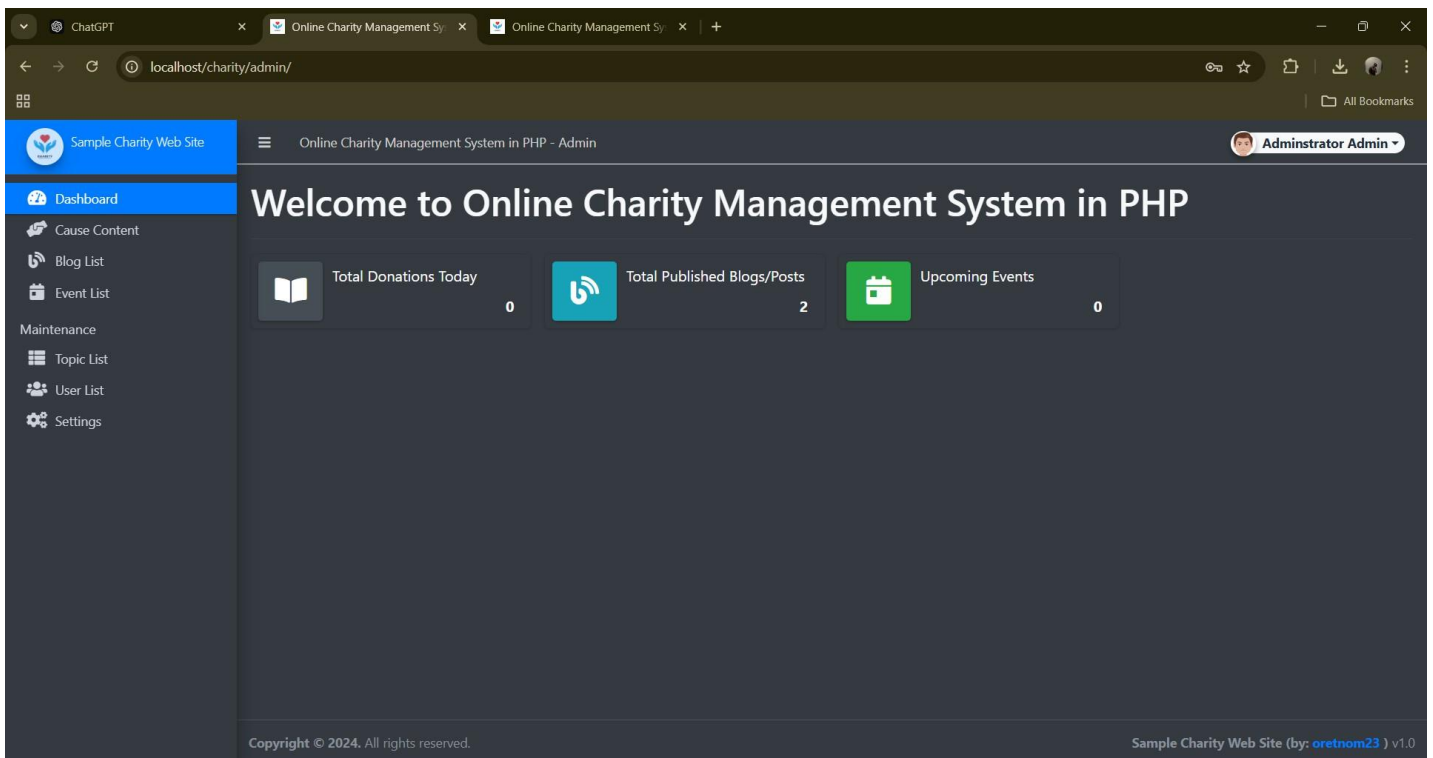 ChatGPT
Online Charity Management Sy
Online Charity Management Sy
localhost/charity/admin/
All Bookmarks
Sample Charity Web Site
Online Charity Management System in PHP - Admin
Adminstrator Admin
Dashboard
Cause Content
Blog List
Event List
Maintenance
Topic List
User List
Settings
Welcome to Online Charity Management System in PHP
Total Donations Today
0
Total Published Blogs/Posts
2
Upcoming Events
0
Copyright © 2024. All rights reserved.
Sample Charity Web Site (by: oretnom23 ) v1.0